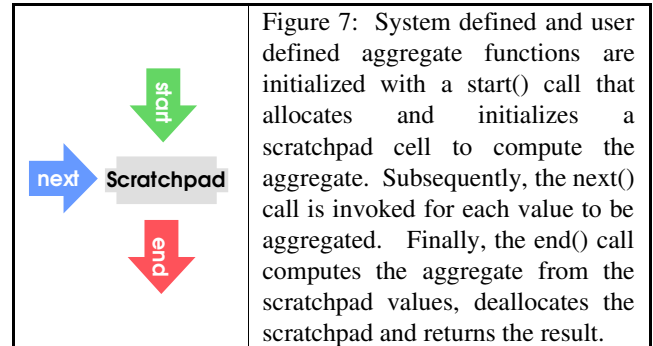 start
next
Scratchpad
end
Figure 7: System defined and user
defined aggregate functions are
initialized with a start() call that
allocates and initializes a
scratchpad cell to compute the
aggregate. Subsequently, the next()
call is invoked for each value to be
aggregated. Finally, the end() call
computes the aggregate from the
scratchpad values, deallocates the
scratchpad and returns the result.